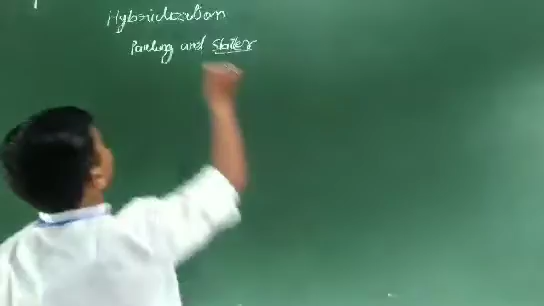 Hybridization
Pauling and Slater